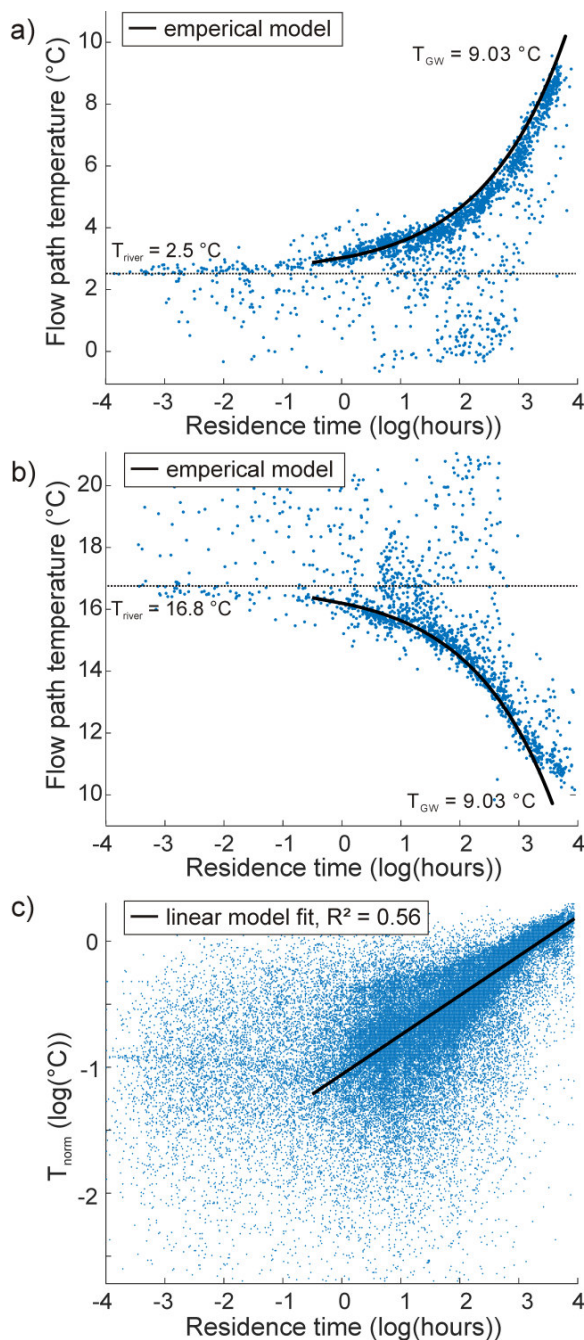 a)
emperical model
T_GW = 9.03 °C
T_river = 2.5 °C
Flow path temperature (°C)
10
8
6
4
2
0
-4 -3 -2 -1 0 1 2 3 4
Residence time (log(hours))
b)
emperical model
T_river = 16.8 °C
T_GW = 9.03 °C
Flow path temperature (°C)
20
18
16
14
12
10
-4 -3 -2 -1 0 1 2 3 4
Residence time (log(hours))
c)
linear model fit, R² = 0.56
T_norm (log(°C))
0
-1
-2
-4 -3 -2 -1 0 1 2 3 4
Residence time (log(hours))